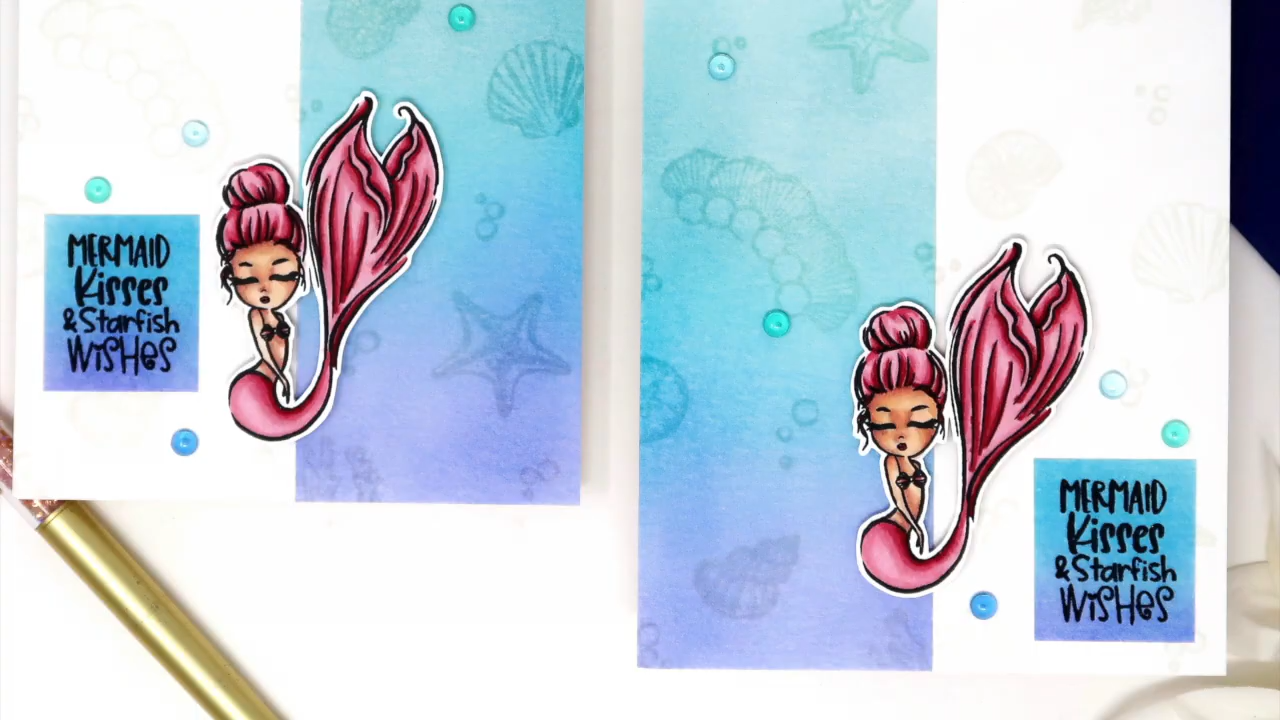 MERMAID
Kisses
& Starfish
WisHes
MERMAID
Kisses
& Starfish
WisHes